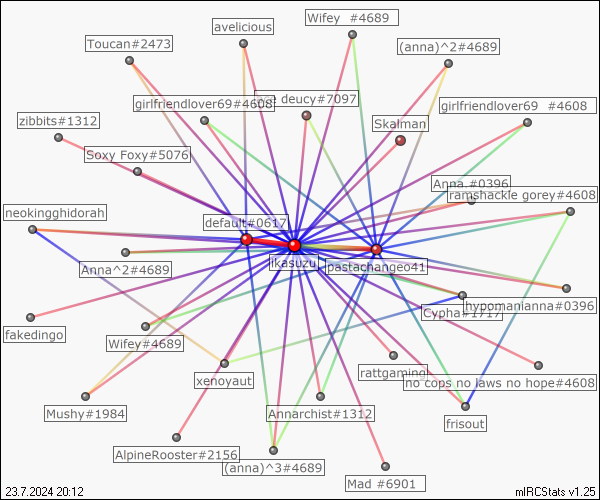 Wifey #4689
avelicious
Toucan#2473
(anna)^2#4689
girlfriendlover69#4608
e deucy#7097
girlfriendlover69 #4608
zibbits#1312
Skalman
Soxy Foxy#5076
Anna #0396
ramshackle gorey#4608
neokingghidorah
default#0617
ikasuzu
pastachangeo41
Anna^2#4689
hypomanianna#0396
Cypha#1717
fakedingo
Wifey#4689
xenoyaut
rattgaming
no cops no laws no hope#4608
Mushy#1984
Annarchist#1312
frisout
AlpineRooster#2156
(anna)^3#4689
Mad #6901
23.7.2024 20:12
mIRCStats v1.25